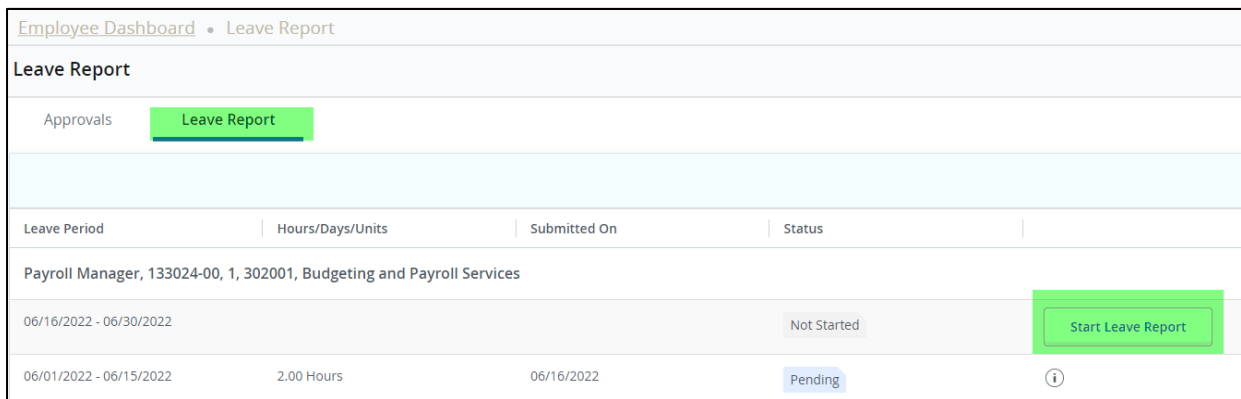 Employee Dashboard • Leave Report
Leave Report
Approvals Leave Report
Leave Period Hours/Days/Units Submitted On Status
Payroll Manager, 133024-00, 1, 302001, Budgeting and Payroll Services
06/16/2022 - 06/30/2022 Not Started Start Leave Report
06/01/2022 - 06/15/2022 2.00 Hours 06/16/2022 Pending